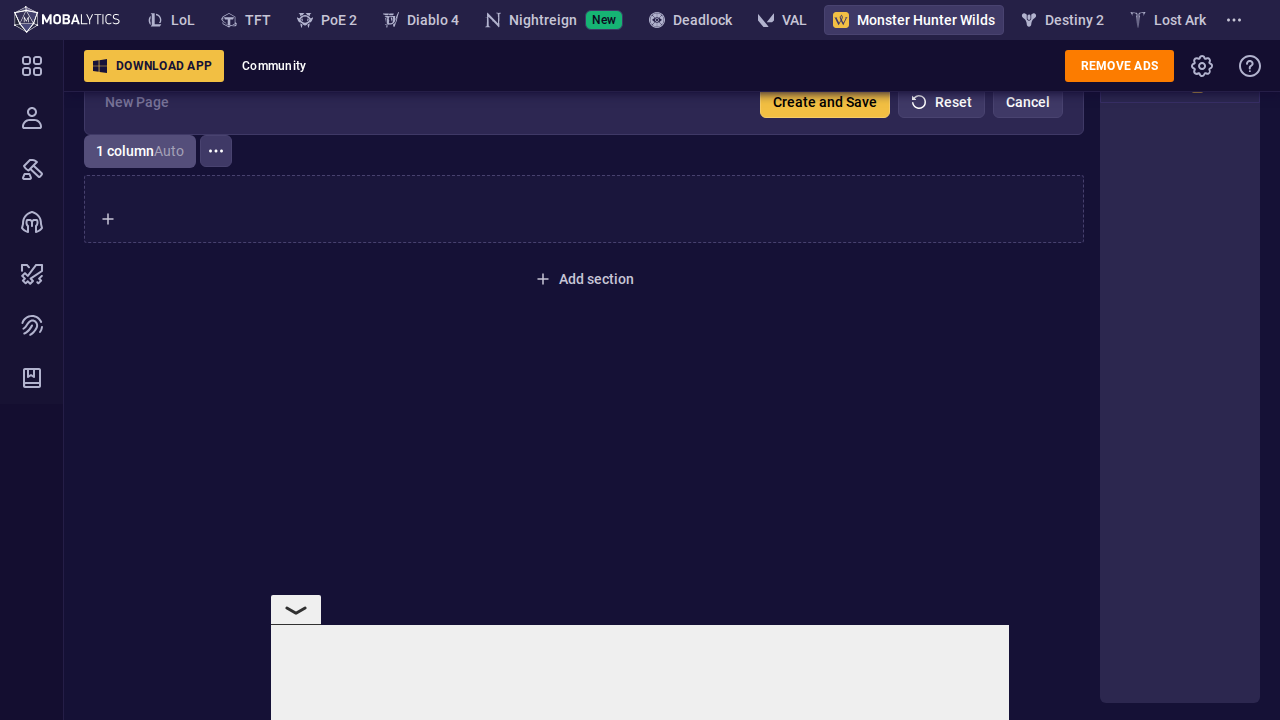 MOBALYTICS LoL TFT PoE 2 Diablo 4 Nightreign New Deadlock VAL Monster Hunter Wilds Destiny 2 Lost Ark
DOWNLOAD APP Community REMOVE ADS
New Page Create and Save Reset Cancel
1 column Auto
Add section